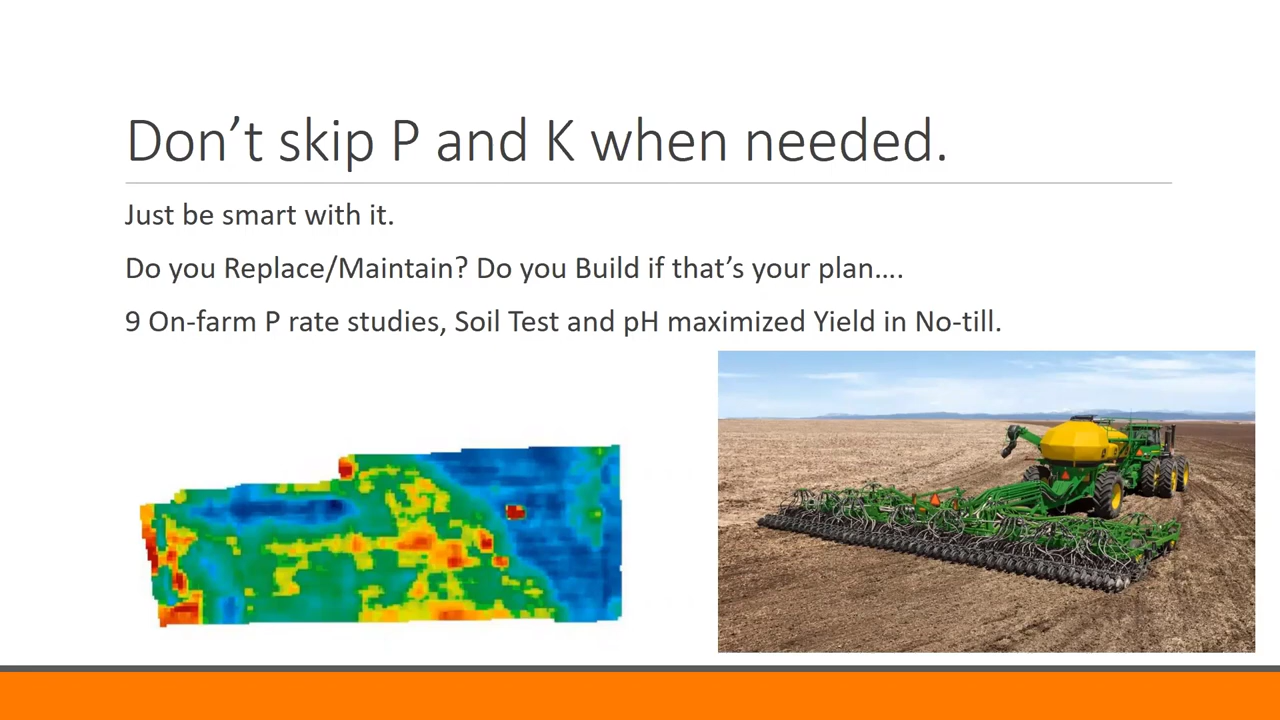 Don’t skip P and K when needed.
Just be smart with it.
Do you Replace/Maintain? Do you Build if that’s your plan….
9 On-farm P rate studies, Soil Test and pH maximized Yield in No-till.